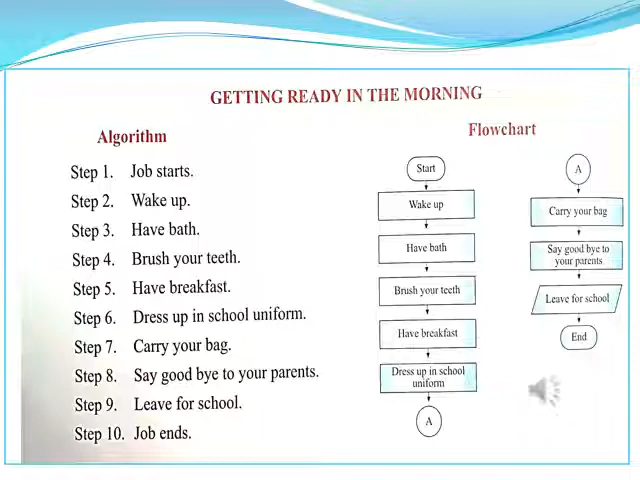 GETTING READY IN THE MORNING
Algorithm
Step 1. Job starts.
Step 2. Wake up.
Step 3. Have bath.
Step 4. Brush your teeth.
Step 5. Have breakfast.
Step 6. Dress up in school uniform.
Step 7. Carry your bag.
Step 8. Say good bye to your parents.
Step 9. Leave for school.
Step 10. Job ends.
Flowchart
Start
Wake up
Have bath
Brush your teeth
Have breakfast
Dress up in school
uniform
A
A
Carry your bag
Say good bye to
your parents
Leave for school
End